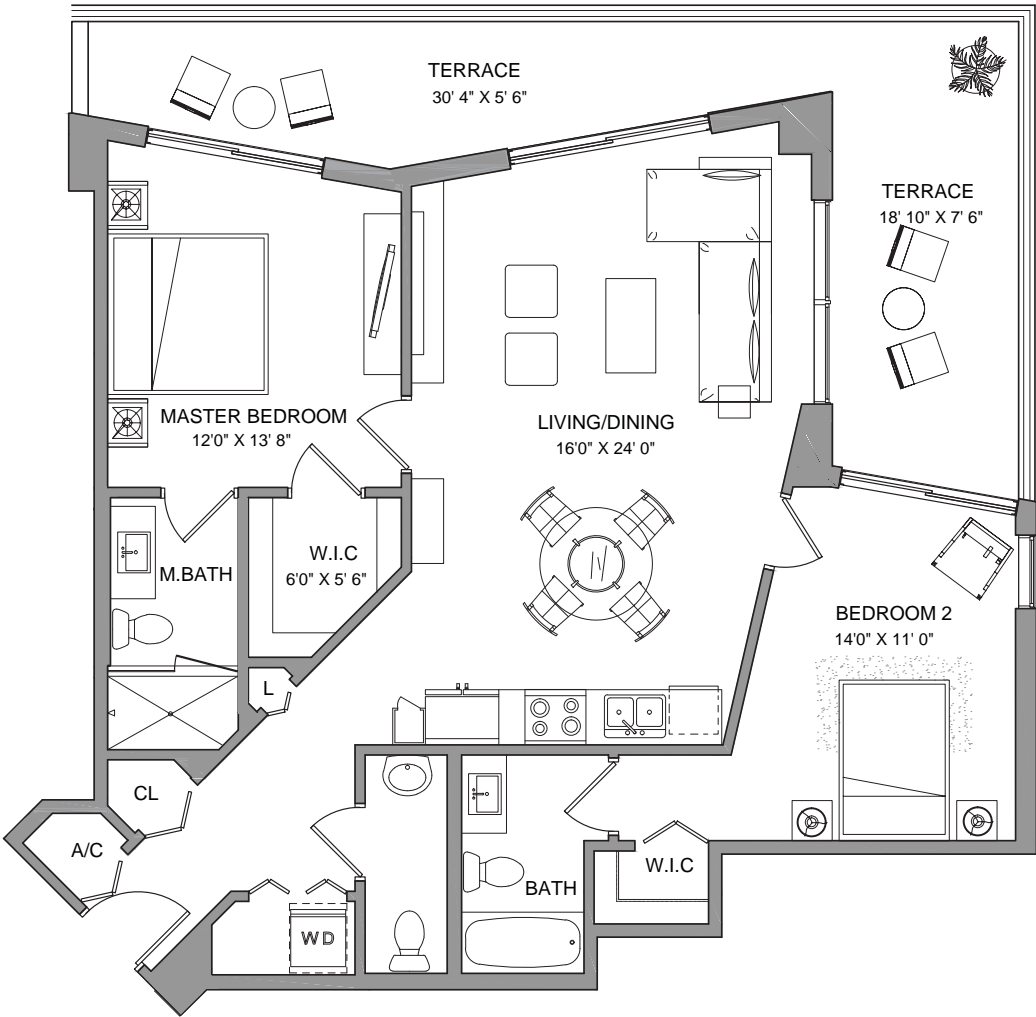 TERRACE
30' 4" X 5' 6"
TERRACE
18' 10" X 7' 6"
MASTER BEDROOM
12'0" X 13' 8"
LIVING/DINING
16'0" X 24' 0"
W.I.C
6'0" X 5' 6"
M.BATH
BEDROOM 2
14'0" X 11' 0"
L
CL
A/C
W.I.C
BATH
WD